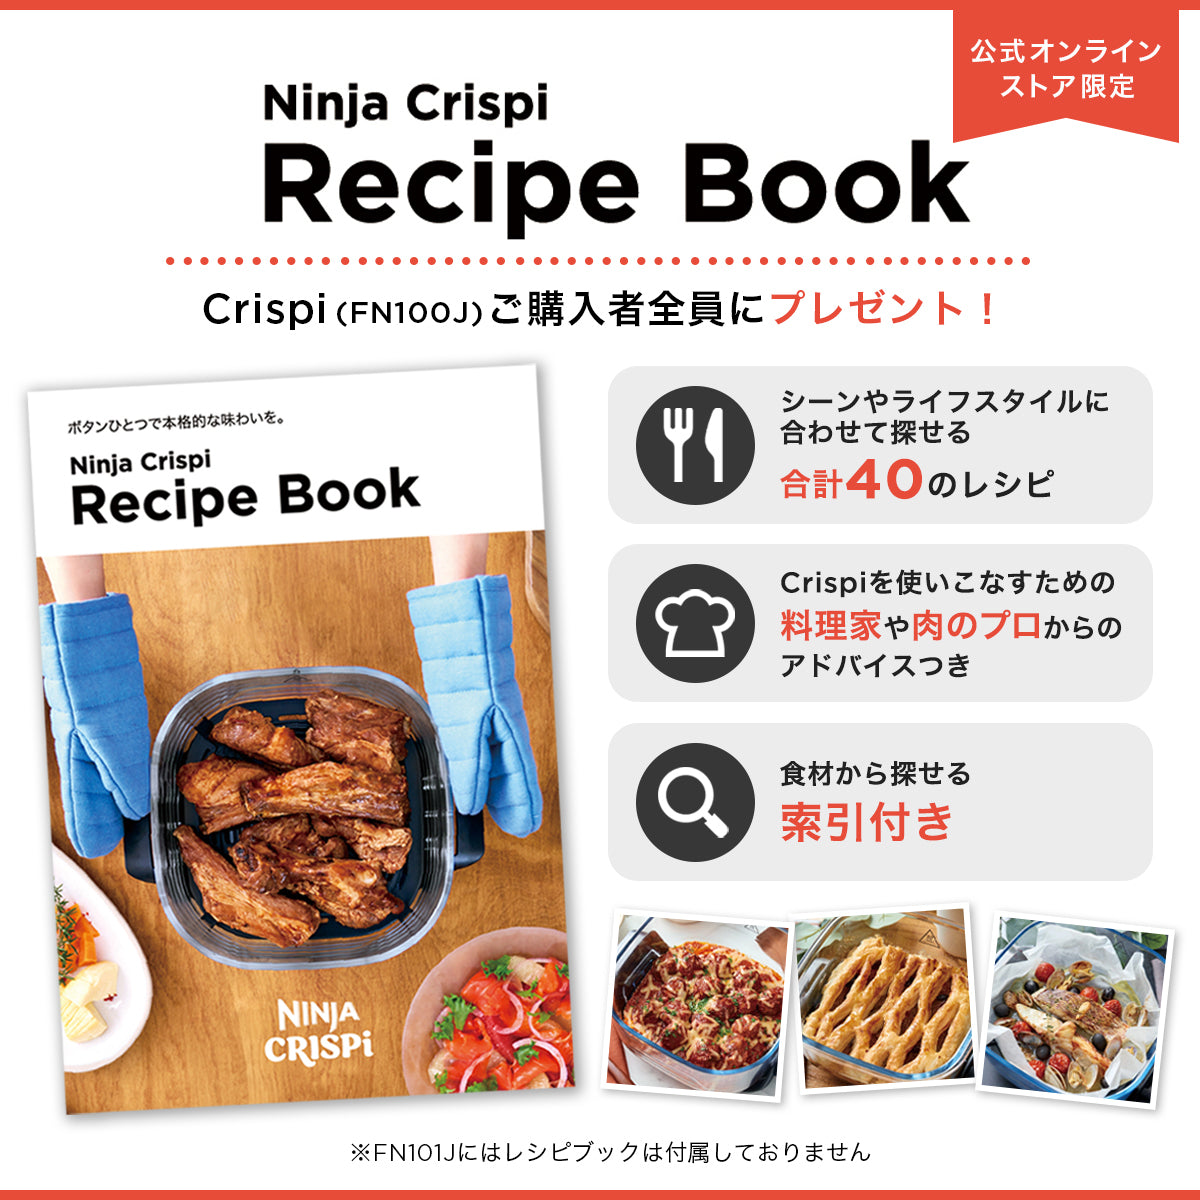 公式オンライン
ストア限定
Ninja Crispi
Recipe Book
Crispi (FN100J) ご購入者全員にプレゼント！
ボタンひとつで本格的な味わいを。
Ninja Crispi
Recipe Book
NINJA
CRISPi
シーンやライフスタイルに
合わせて探せる
合計40のレシピ
Crispiを使いこなすための
料理家や肉のプロからの
アドバイスつき
食材から探せる
索引付き
※FN101Jにはレシピブックは付属しておりません